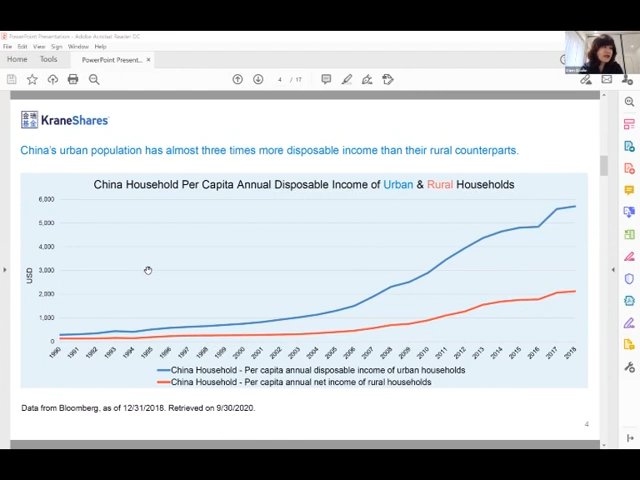 PowerPoint Presentation - Adobe Acrobat Reader DC
File Edit View Sign Window Help
Home Tools PowerPoint Present... ×
4 / 17
金瑞
基金 KraneShares
China's urban population has almost three times more disposable income than their rural counterparts.
China Household Per Capita Annual Disposable Income of Urban & Rural Households
6,000
5,000
4,000
3,000
2,000
1,000
0
USD
1990 1991 1992 1993 1994 1995 1996 1997 1998 1999 2000 2001 2002 2003 2004 2005 2006 2007 2008 2009 2010 2011 2012 2013 2014 2015 2016 2017 2018
China Household - Per capita annual disposable income of urban households
China Household - Per capita annual net income of rural households
Data from Bloomberg, as of 12/31/2018. Retrieved on 9/30/2020.
4